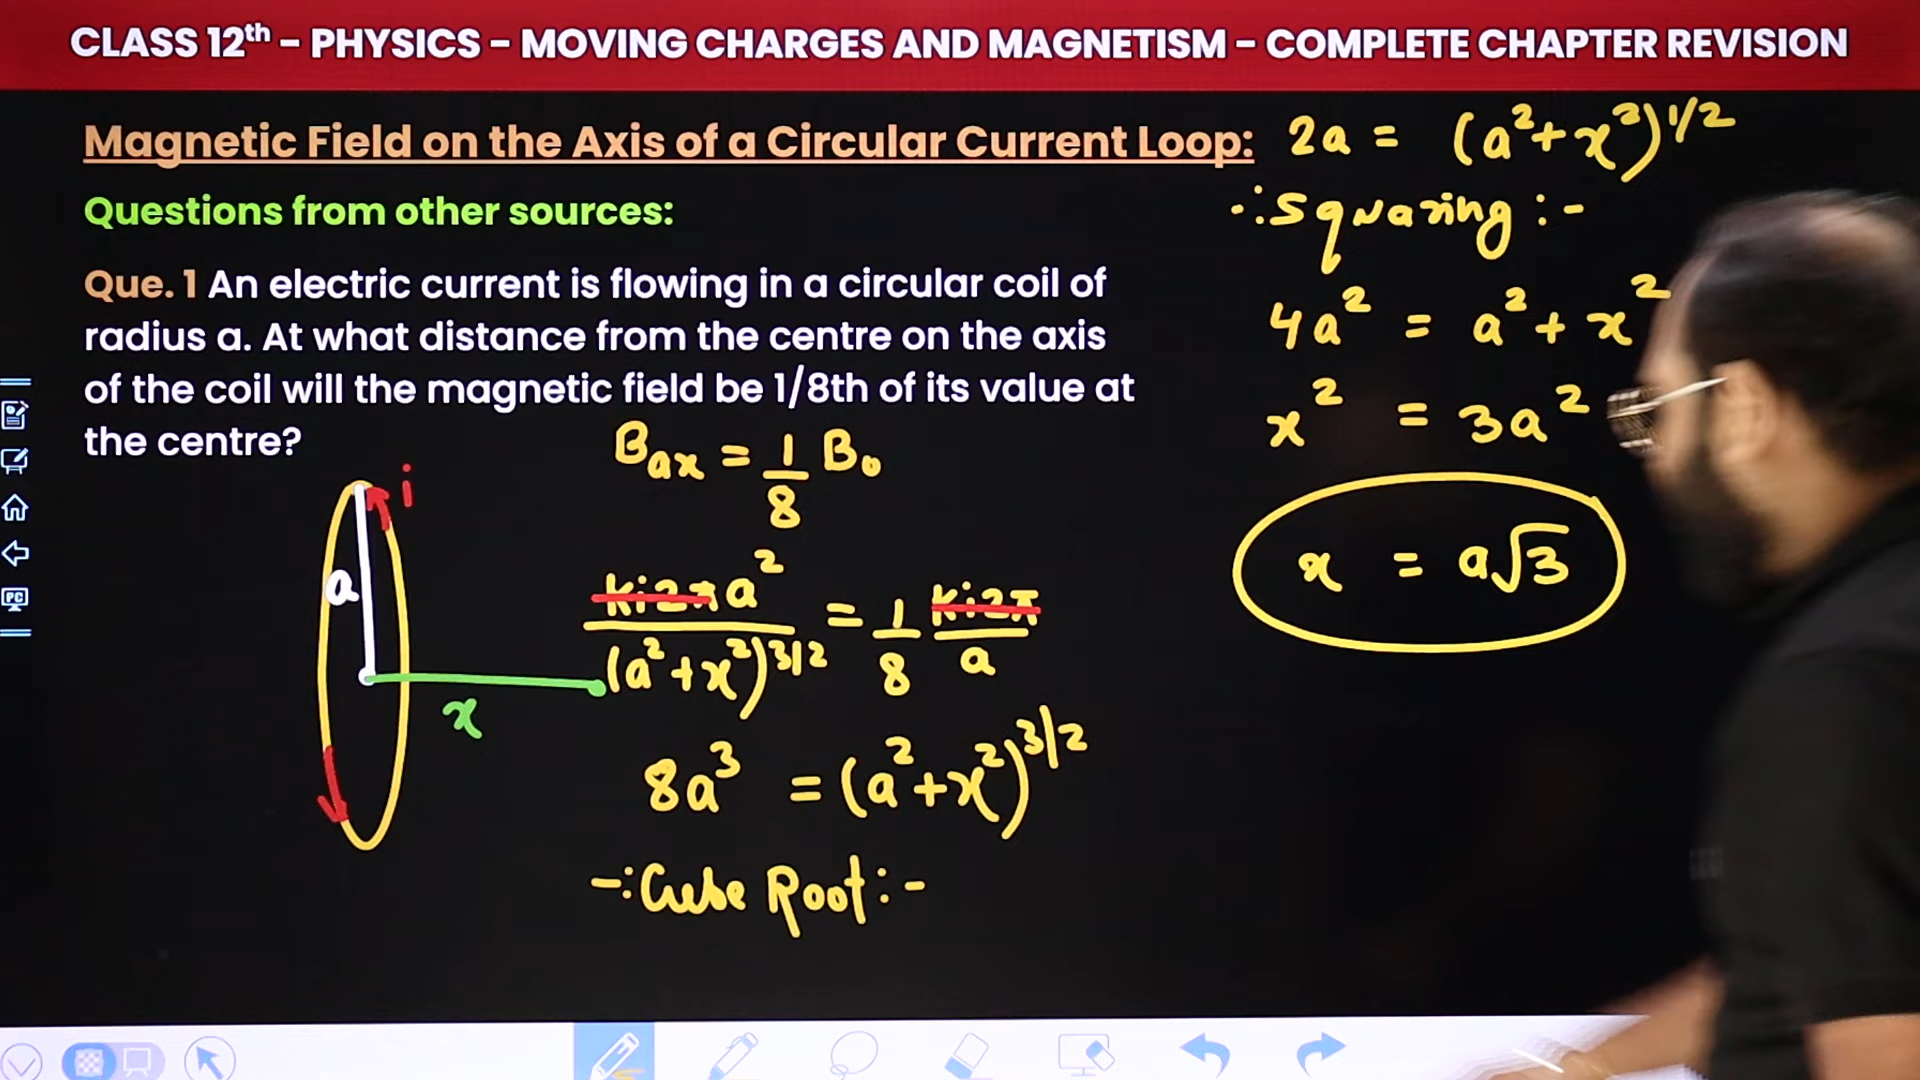 CLASS 12th - PHYSICS - MOVING CHARGES AND MAGNETISM - COMPLETE CHAPTER REVISION
Magnetic Field on the Axis of a Circular Current Loop:
Questions from other sources:
Que. 1 An electric current is flowing in a circular coil of
radius a. At what distance from the centre on the axis
of the coil will the magnetic field be 1/8th of its value at
the centre?
i
a
x
Bax = 1/8 B₀
ki2πa²/(a²+x²)^3/2 = 1/8 ki2π/a
8a³ = (a²+x²)^3/2
-:Cube Root:-
2a = (a²+x²)^1/2
-:Squaring:-
4a² = a²+x²
x² = 3a²
x = a√3
PC